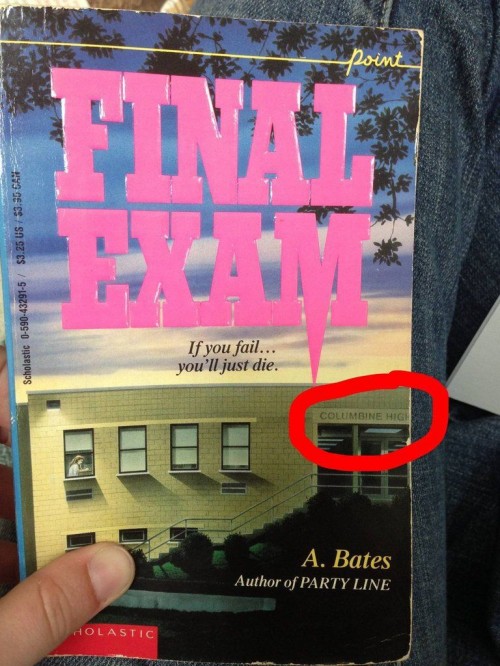 point
FINAL
EXAM
If you fail...
you'll just die.
COLUMBINE HIGH
A. Bates
Author of PARTY LINE
HOLASTIC
Scholastic 0-590-43291-5 / $3.25 US / $3.95 CAN